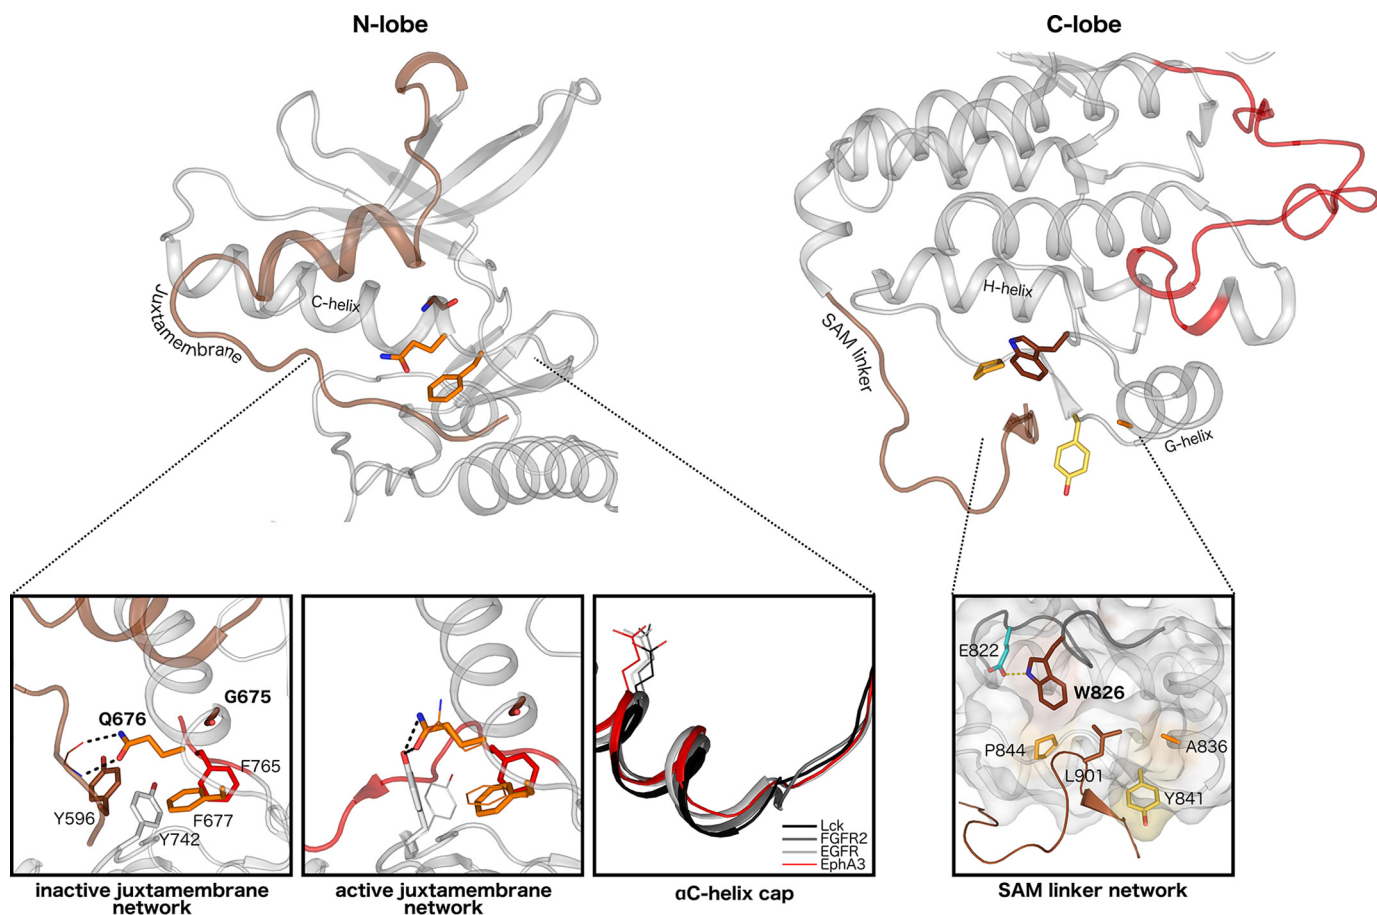 N-lobe
C-lobe
Juxtamembrane
C-helix
H-helix
SAM linker
G-helix
G675
Q676
F765
Y596
F677
Y742
Lck
FGFR2
EGFR
EphA3
E822
W826
P844
A836
L901
Y841
inactive juxtamembrane
network
active juxtamembrane
network
αC-helix cap
SAM linker network